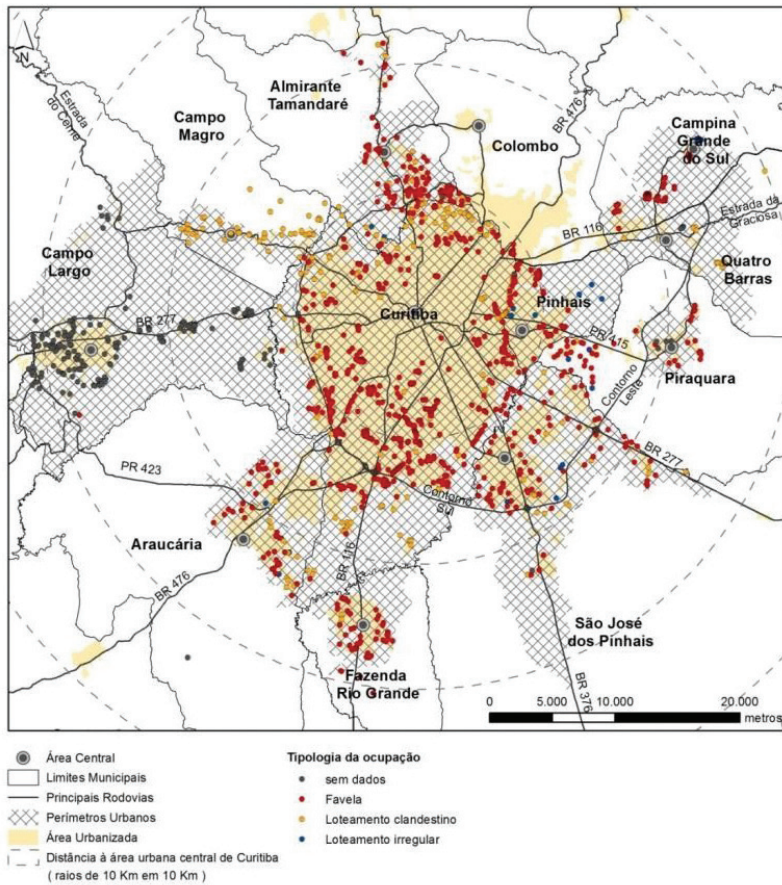 N
Estrada
do Cerne
Campo
Magro
Almirante
Tamandaré
Colombo
BR 476
Campina
Grande
do Sul
Estrada da
Graciosa
BR 116
Quatro
Barras
Campo
Largo
BR 277
Curitiba
Pinhais
PR 415
Piraquara
Contorno
Leste
BR 277
PR 423
Contorno
Sul
Araucária
BR 476
BR 116
São José
dos Pinhais
Fazenda
Rio Grande
BR 376
0 5.000 10.000 20.000
metros
Área Central
Limites Municipais
Principais Rodovias
Perímetros Urbanos
Área Urbanizada
Distância à área urbana central de Curitiba
( raios de 10 Km em 10 Km )
Tipologia da ocupação
sem dados
Favela
Loteamento clandestino
Loteamento irregular